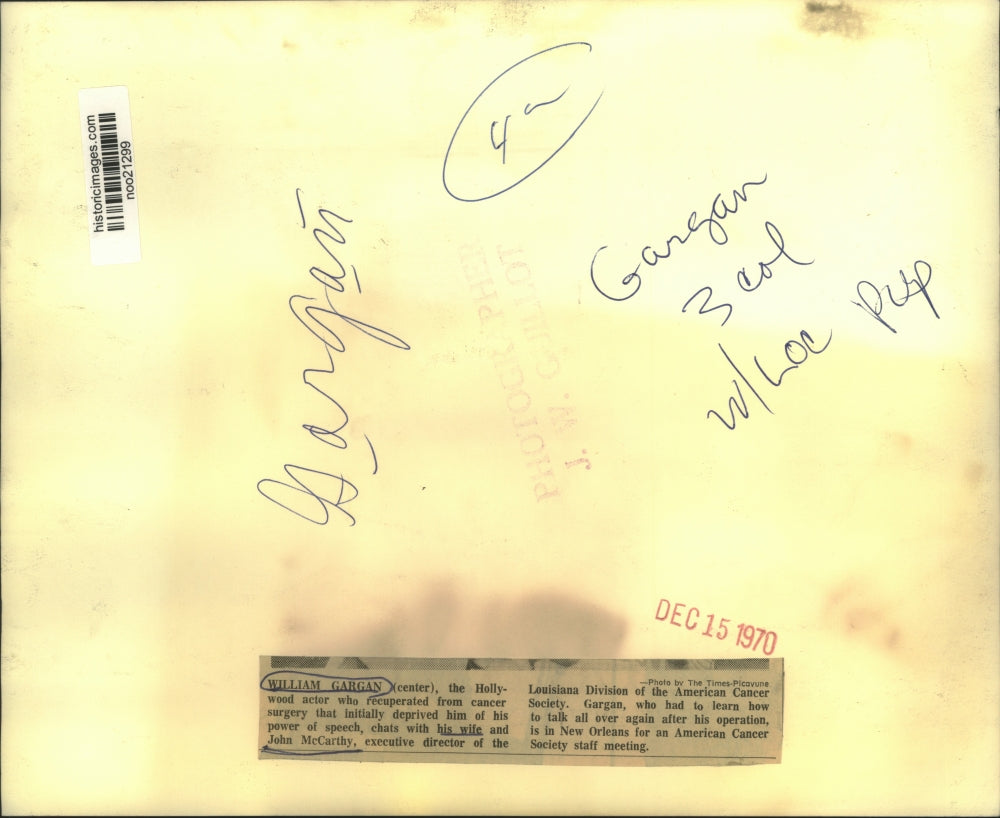 historicimages.com
noo21299
4a
Gargan
Gargan
3 col
w/Loc Pup
PHOTOGRAPHER
J. W. GUILLOT
DEC 15 1970
—Photo by The Times-Picayune
WILLIAM GARGAN (center), the Holly-
wood actor who recuperated from cancer
surgery that initially deprived him of his
power of speech, chats with his wife and
John McCarthy, executive director of the
Louisiana Division of the American Cancer
Society. Gargan, who had to learn how
to talk all over again after his operation,
is in New Orleans for an American Cancer
Society staff meeting.